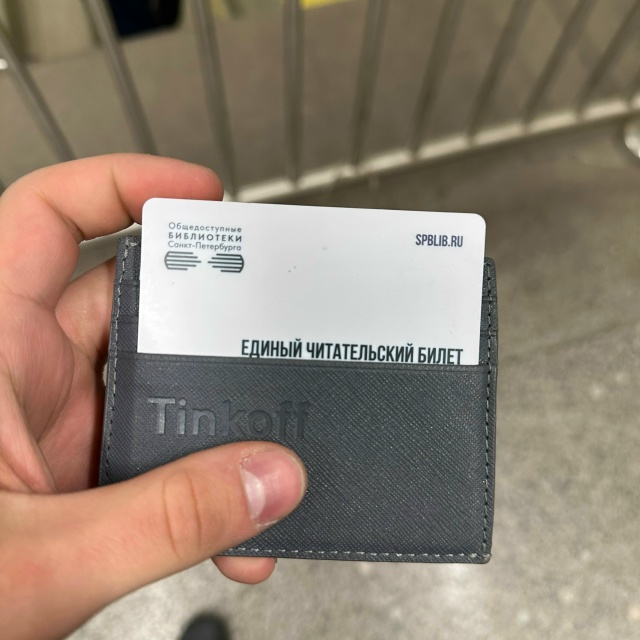 Общедоступные
БИБЛИОТЕКИ
Санкт-Петербурга
SPBLIB.RU
ЕДИНЫЙ ЧИТАТЕЛЬСКИЙ БИЛЕТ
Tinkoff